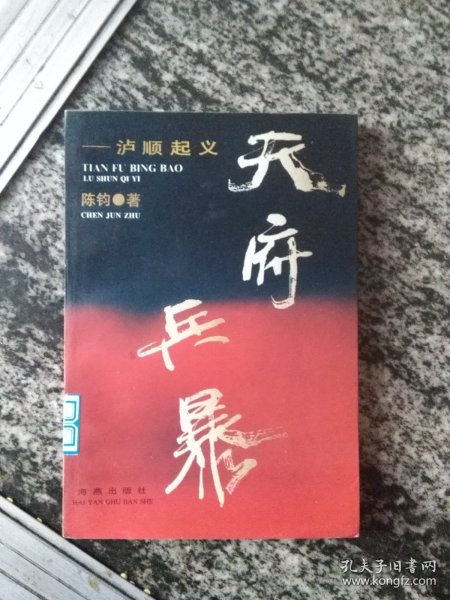 ——泸顺起义
TIAN FU BING BAO
LU SHUN QI YI
陈钧●著
CHEN JUN ZHU
天府兵暴
海燕出版社
HAI YAN CHU BAN SHE
孔夫子旧书网
www.kongfz.com